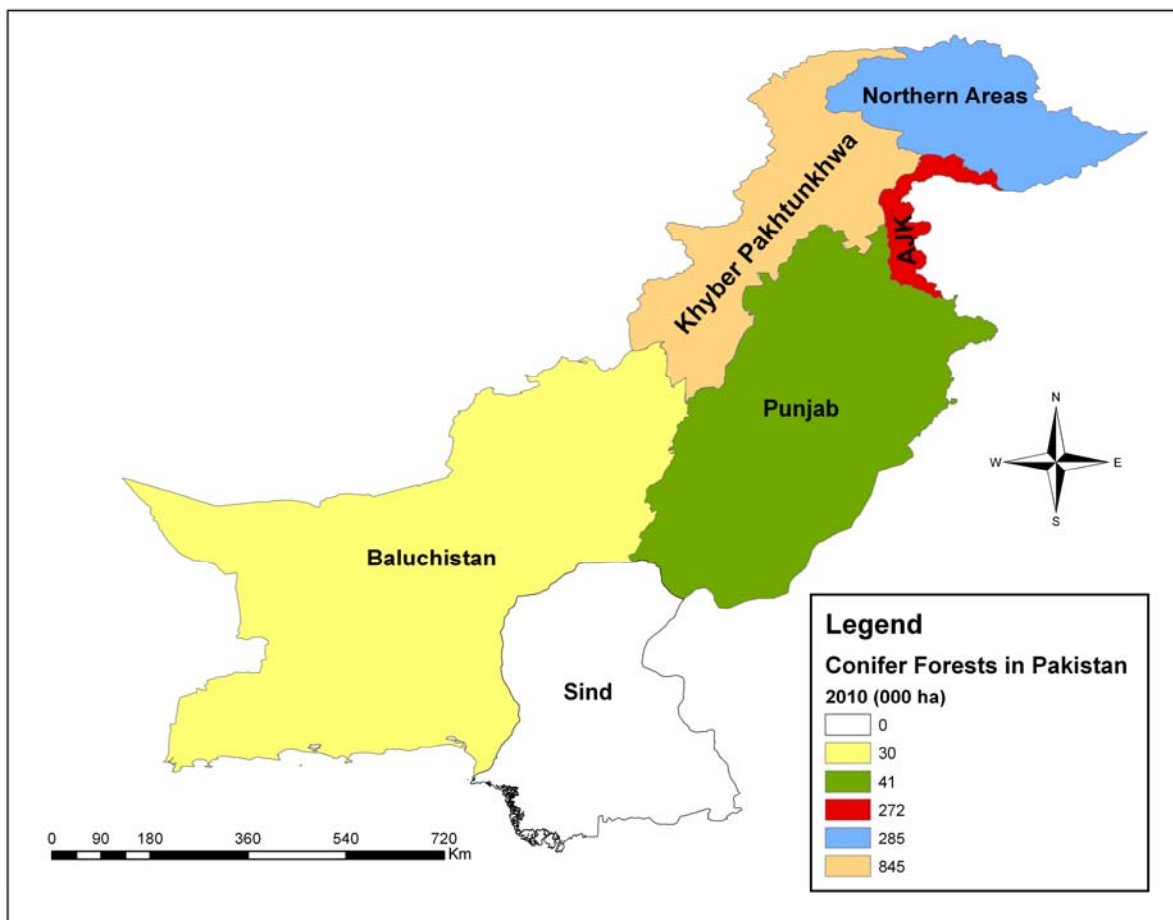 Northern Areas
Khyber Pakhtunkhwa
AJK
Punjab
N
W E
S
Baluchistan
Sind
Legend
Conifer Forests in Pakistan
2010 (000 ha)
0
30
41
272
285
845
0 90 180 360 540 720
Km